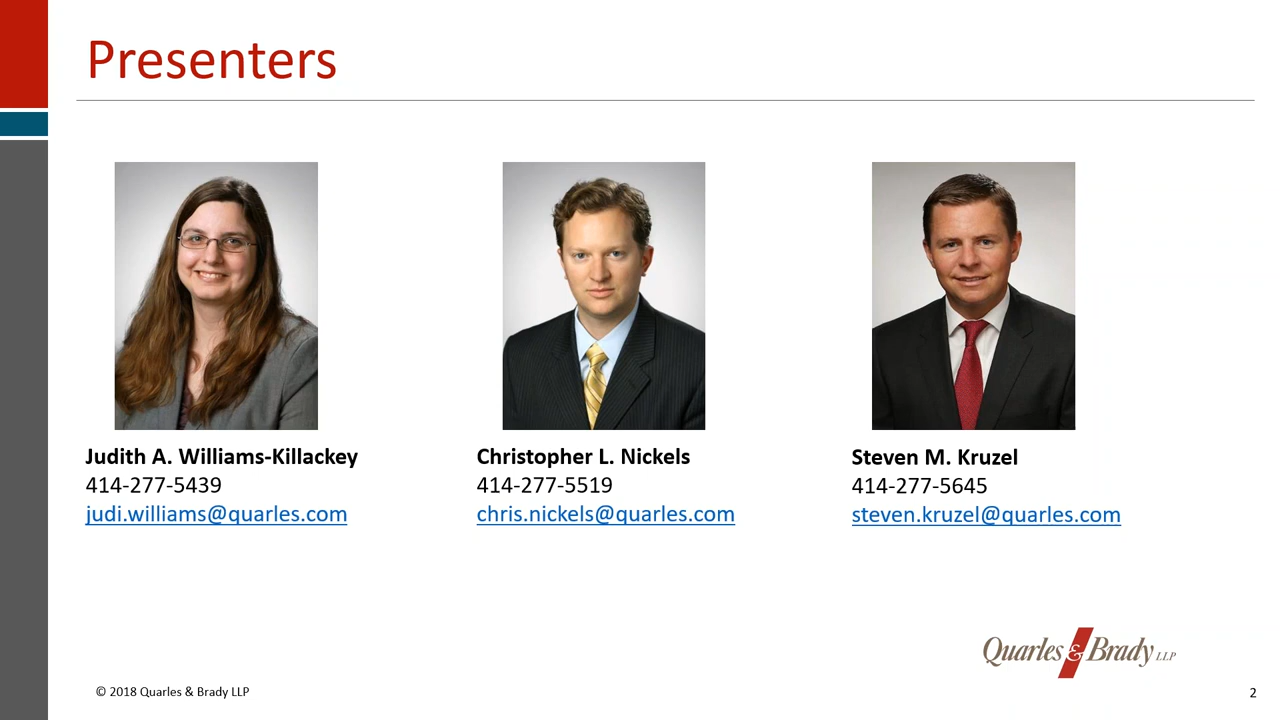 Presenters
Judith A. Williams-Killackey
414-277-5439
judi.williams@quarles.com
Christopher L. Nickels
414-277-5519
chris.nickels@quarles.com
Steven M. Kruzel
414-277-5645
steven.kruzel@quarles.com
Quarles & Brady LLP
© 2018 Quarles & Brady LLP
2